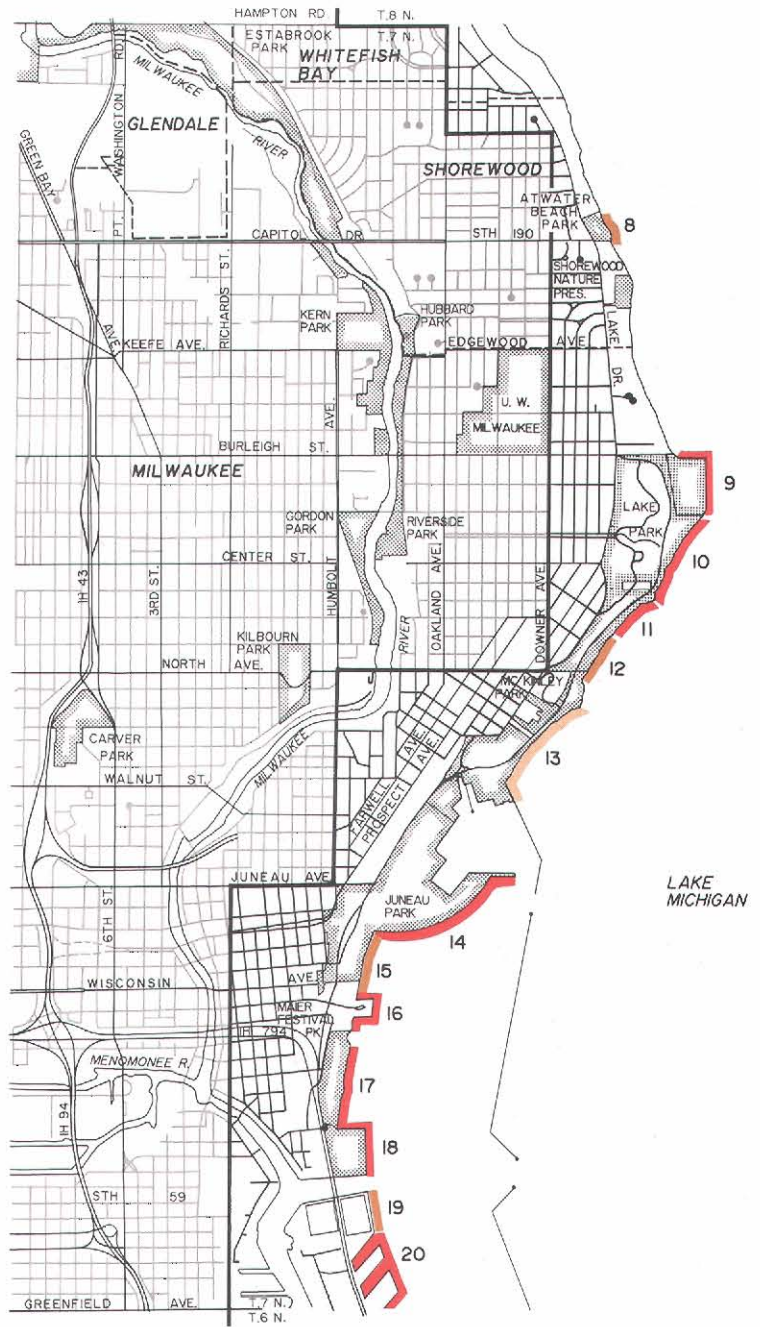 HAMPTON RD.
T.8 N.
T.7 N.
ESTABROOK
PARK
WHITEFISH
BAY
MILWAUKEE
RIVER
WASHINGTON RD.
PT.
GLENDALE
GREEN BAY
AVE.
SHOREWOOD
ATWATER
BEACH
PARK
8
CAPITOL DR.
STH 190
RICHARDS ST.
SHOREWOOD
NATURE
PRES.
KERN
PARK
HUBBARD
PARK
KEEFE AVE.
EDGEWOOD AVE.
LAKE DR.
U. W.
MILWAUKEE
BURLEIGH ST.
MILWAUKEE
HUMBOLT AVE.
9
LAKE
PARK
GORDON
PARK
RIVERSIDE
PARK
10
CENTER ST.
IH 43
3RD ST.
OAKLAND AVE.
DOWNER AVE.
11
KILBOURN
PARK
RIVER
12
NORTH AVE.
MC KINLEY
PARK
CARVER
PARK
MILWAUKEE
13
WALNUT ST.
FARWELL AVE.
PROSPECT AVE.
JUNEAU AVE.
LAKE
MICHIGAN
JUNEAU
PARK
6TH ST.
14
15
WISCONSIN AVE.
MAIER
FESTIVAL
PK
16
IH 794
MENOMONEE R.
17
IH 94
18
STH 59
19
20
GREENFIELD AVE.
T.7 N.
T.6 N.